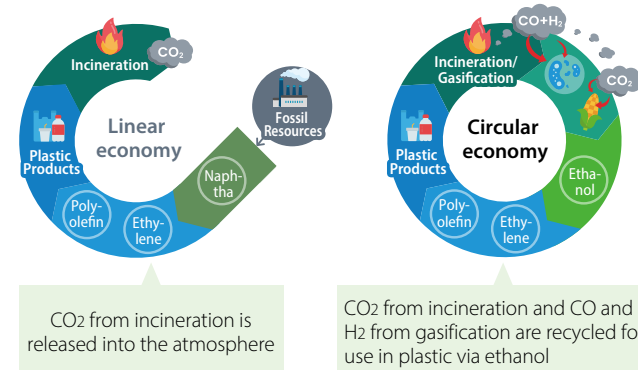 CO2
Incineration
Linear
economy
Fossil
Resources
Plastic
Products
Naph-
tha
Poly-
olefin
Ethy-
lene
CO2 from incineration is
released into the atmosphere
CO+H2
Incineration/
Gasification
CO2
Circular
economy
Plastic
Products
Etha-
nol
Poly-
olefin
Ethy-
lene
CO2 from incineration and CO and
H2 from gasification are recycled fo
use in plastic via ethanol